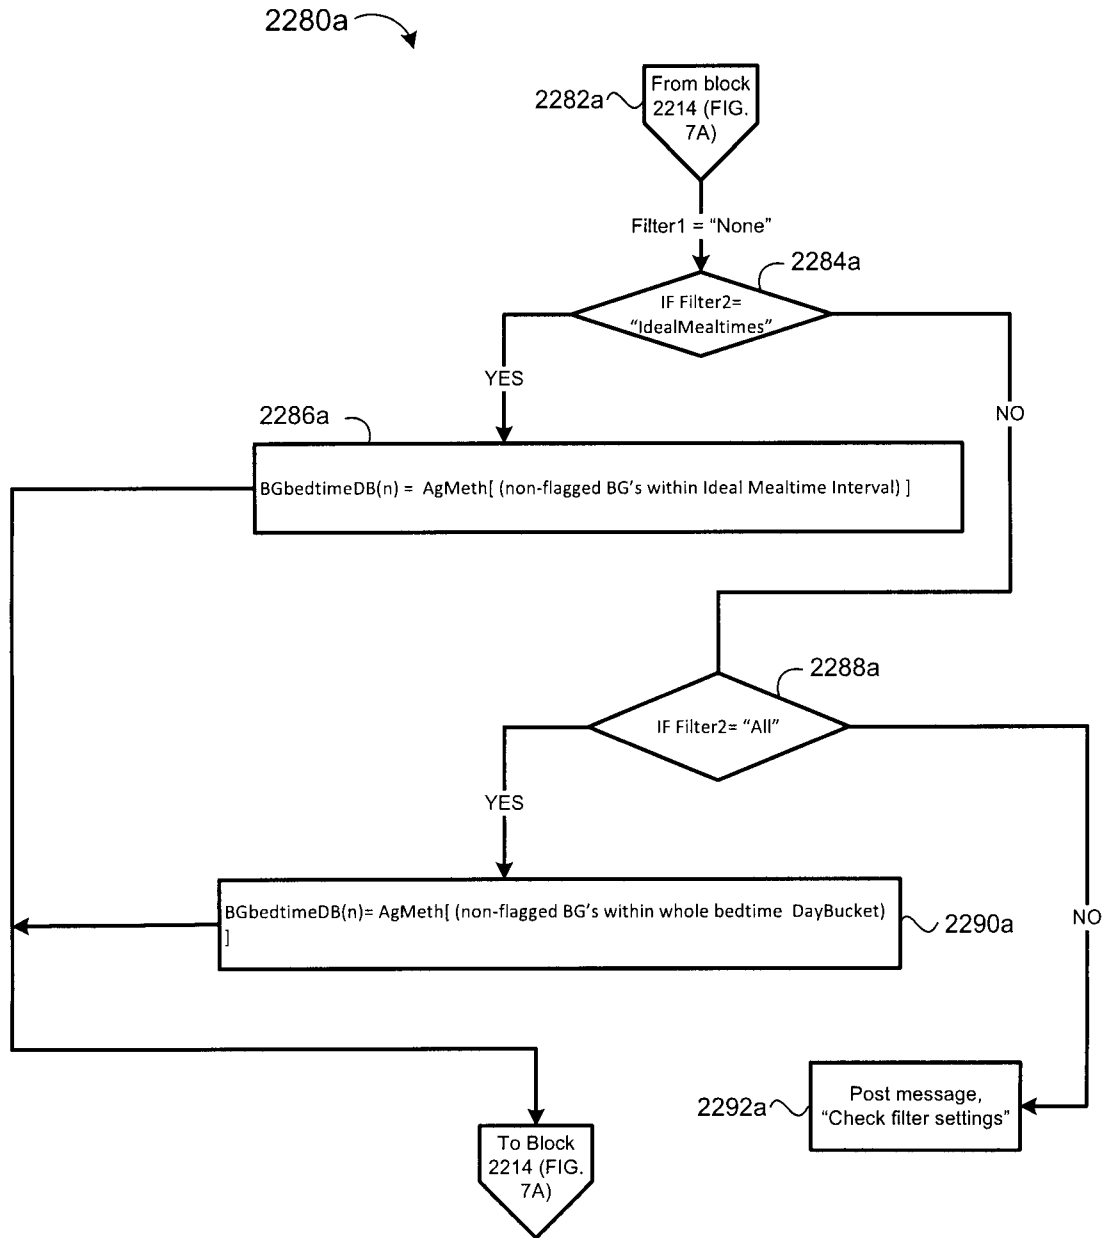 2280a
From block
2214 (FIG.
7A)
2282a
Filter1 = “None”
2284a
IF Filter2=
“IdealMealtimes”
YES
NO
2286a
BGbedtimeDB(n) = AgMeth[ (non-flagged BG's within Ideal Mealtime Interval) ]
2288a
IF Filter2= “All”
YES
NO
BGbedtimeDB(n)= AgMeth[ (non-flagged BG's within whole bedtime DayBucket)
]
2290a
2292a
Post message,
“Check filter settings”
To Block
2214 (FIG.
7A)